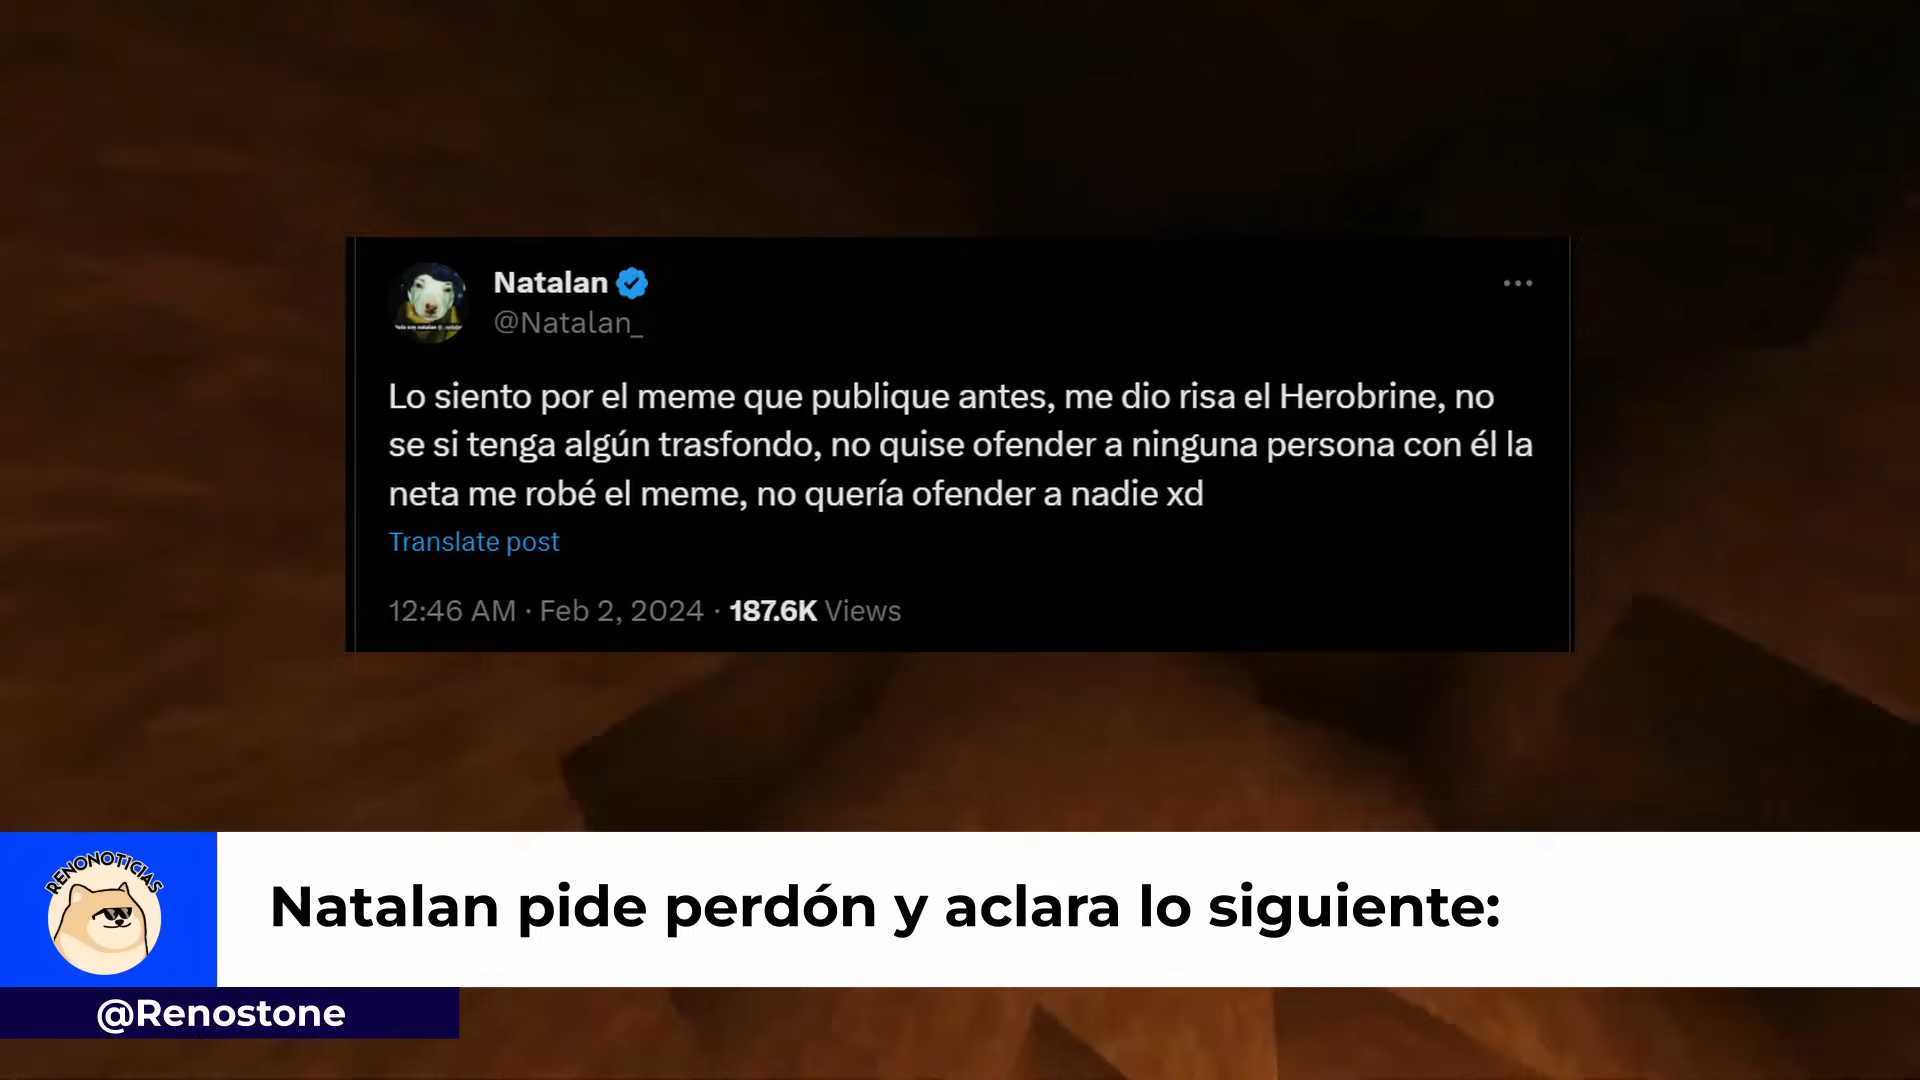 Natalan
@Natalan_
Lo siento por el meme que publique antes, me dio risa el Herobrine, no
se si tenga algún trasfondo, no quise ofender a ninguna persona con él la
neta me robé el meme, no quería ofender a nadie xd
Translate post
12:46 AM · Feb 2, 2024 · 187.6K Views
RENONOTICIAS
Natalan pide perdón y aclara lo siguiente:
@Renostone